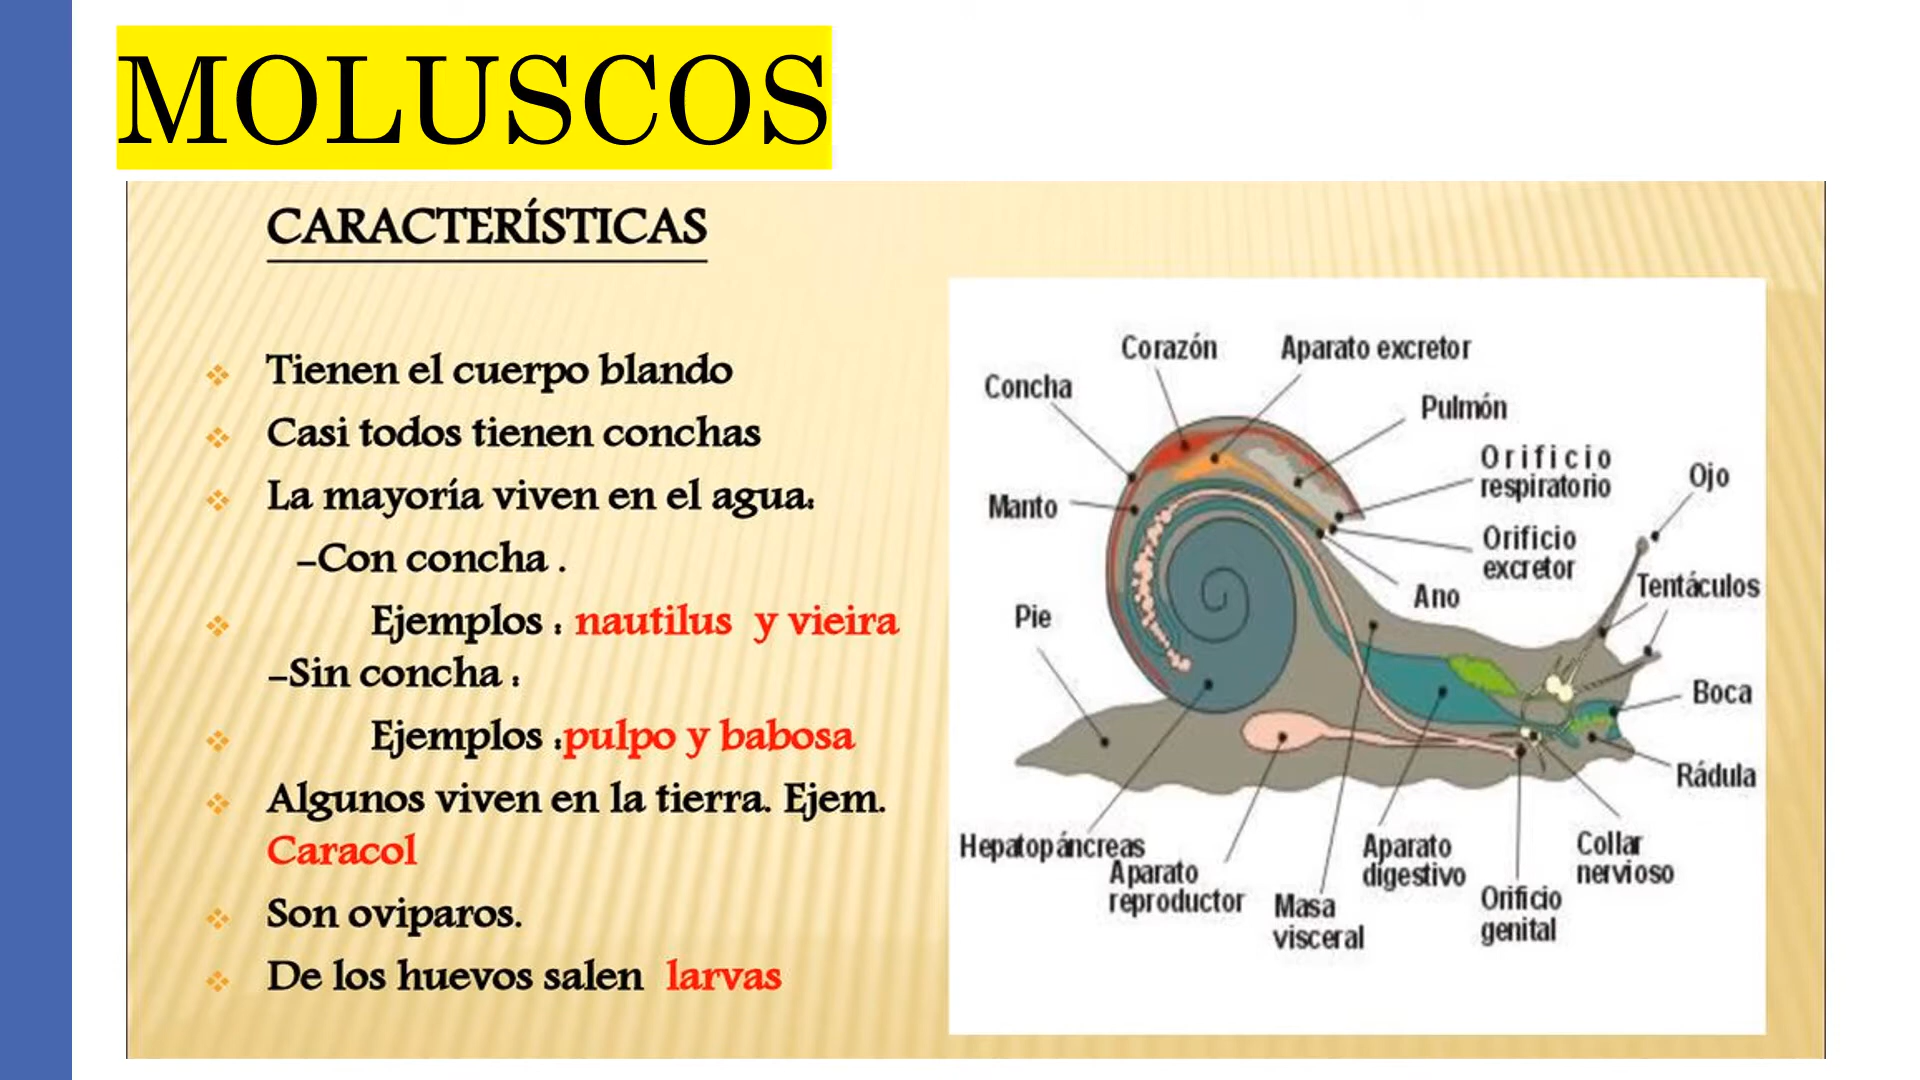 MOLUSCOS
CARACTERÍSTICAS
Tienen el cuerpo blando
Casi todos tienen conchas
La mayoría viven en el agua:
-Con concha .
Ejemplos : nautilus y vieira
-Sin concha :
Ejemplos :pulpo y babosa
Algunos viven en la tierra. Ejem.
Caracol
Son oviparos.
De los huevos salen larvas
Corazón
Aparato excretor
Concha
Pulmón
Orificio
respiratorio
Ojo
Manto
Orificio
excretor
Tentáculos
Ano
Pie
Boca
Rádula
Hepatopáncreas
Aparato
reproductor
Masa
visceral
Aparato
digestivo
Orificio
genital
Collar
nervioso